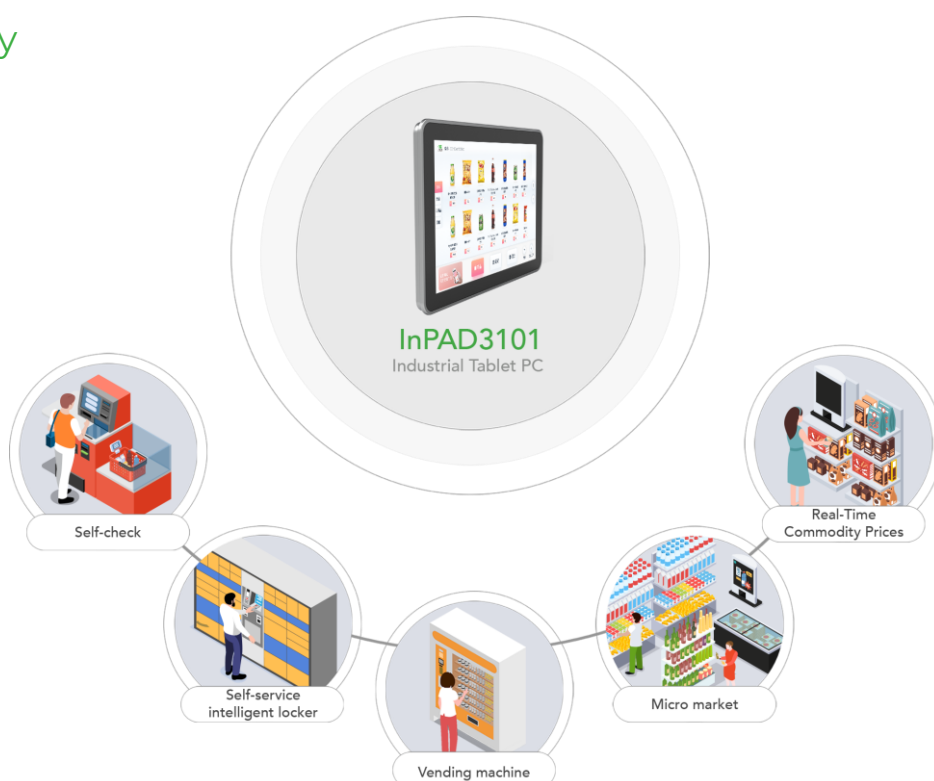 y
InPAD3101
Industrial Tablet PC
Self-check
Real-Time
Commodity Prices
Self-service
intelligent locker
Micro market
Vending machine